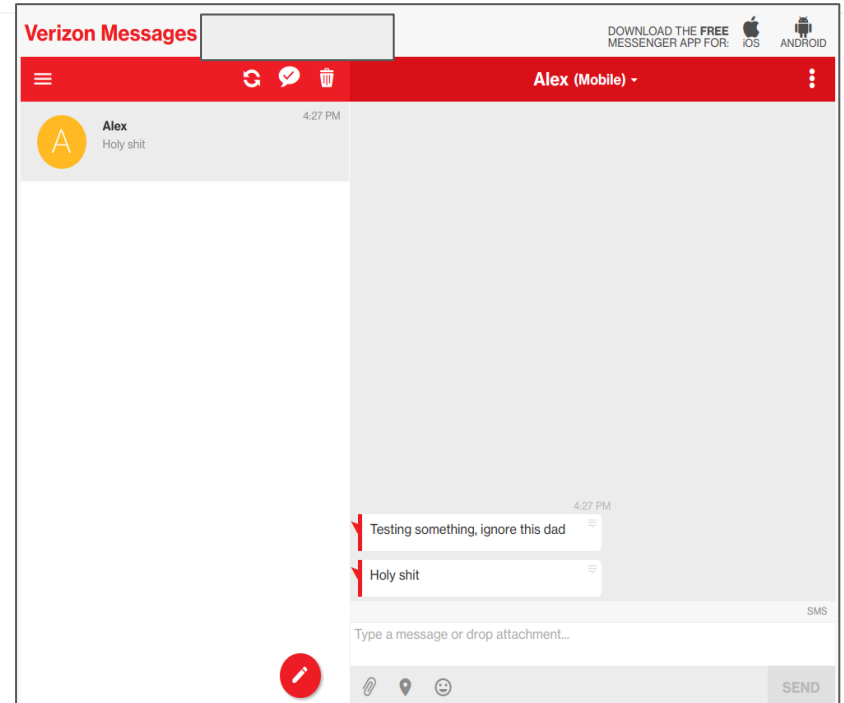 Verizon Messages
DOWNLOAD THE FREE
MESSENGER APP FOR:
iOS
ANDROID
Alex (Mobile)
A
Alex
4:27 PM
Holy shit
4:27 PM
Testing something, ignore this dad
Holy shit
SMS
Type a message or drop attachment...
SEND